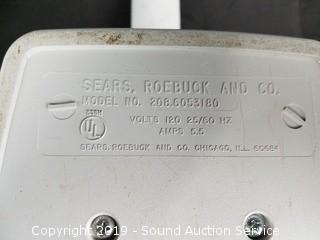 SEARS, ROEBUCK AND CO.
MODEL NO. 208.6053180
UL
VOLTS 120 25/60 HZ
AMPS 5.5
SEARS, ROEBUCK AND CO. CHICAGO, ILL. 60684
Copyright 2019 - Sound Auction Service